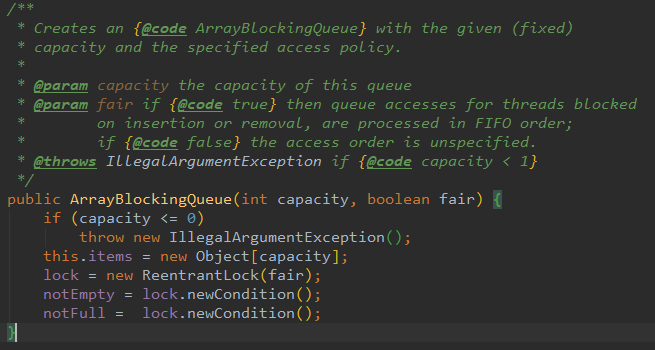 /**
 * Creates an {@code ArrayBlockingQueue} with the given (fixed)
 * capacity and the specified access policy.
 *
 * @param capacity the capacity of this queue
 * @param fair if {@code true} then queue accesses for threads blocked
 *        on insertion or removal, are processed in FIFO order;
 *        if {@code false} the access order is unspecified.
 * @throws IllegalArgumentException if {@code capacity < 1}
 */
public ArrayBlockingQueue(int capacity, boolean fair) {
    if (capacity <= 0)
        throw new IllegalArgumentException();
    this.items = new Object[capacity];
    lock = new ReentrantLock(fair);
    notEmpty = lock.newCondition();
    notFull =  lock.newCondition();
}